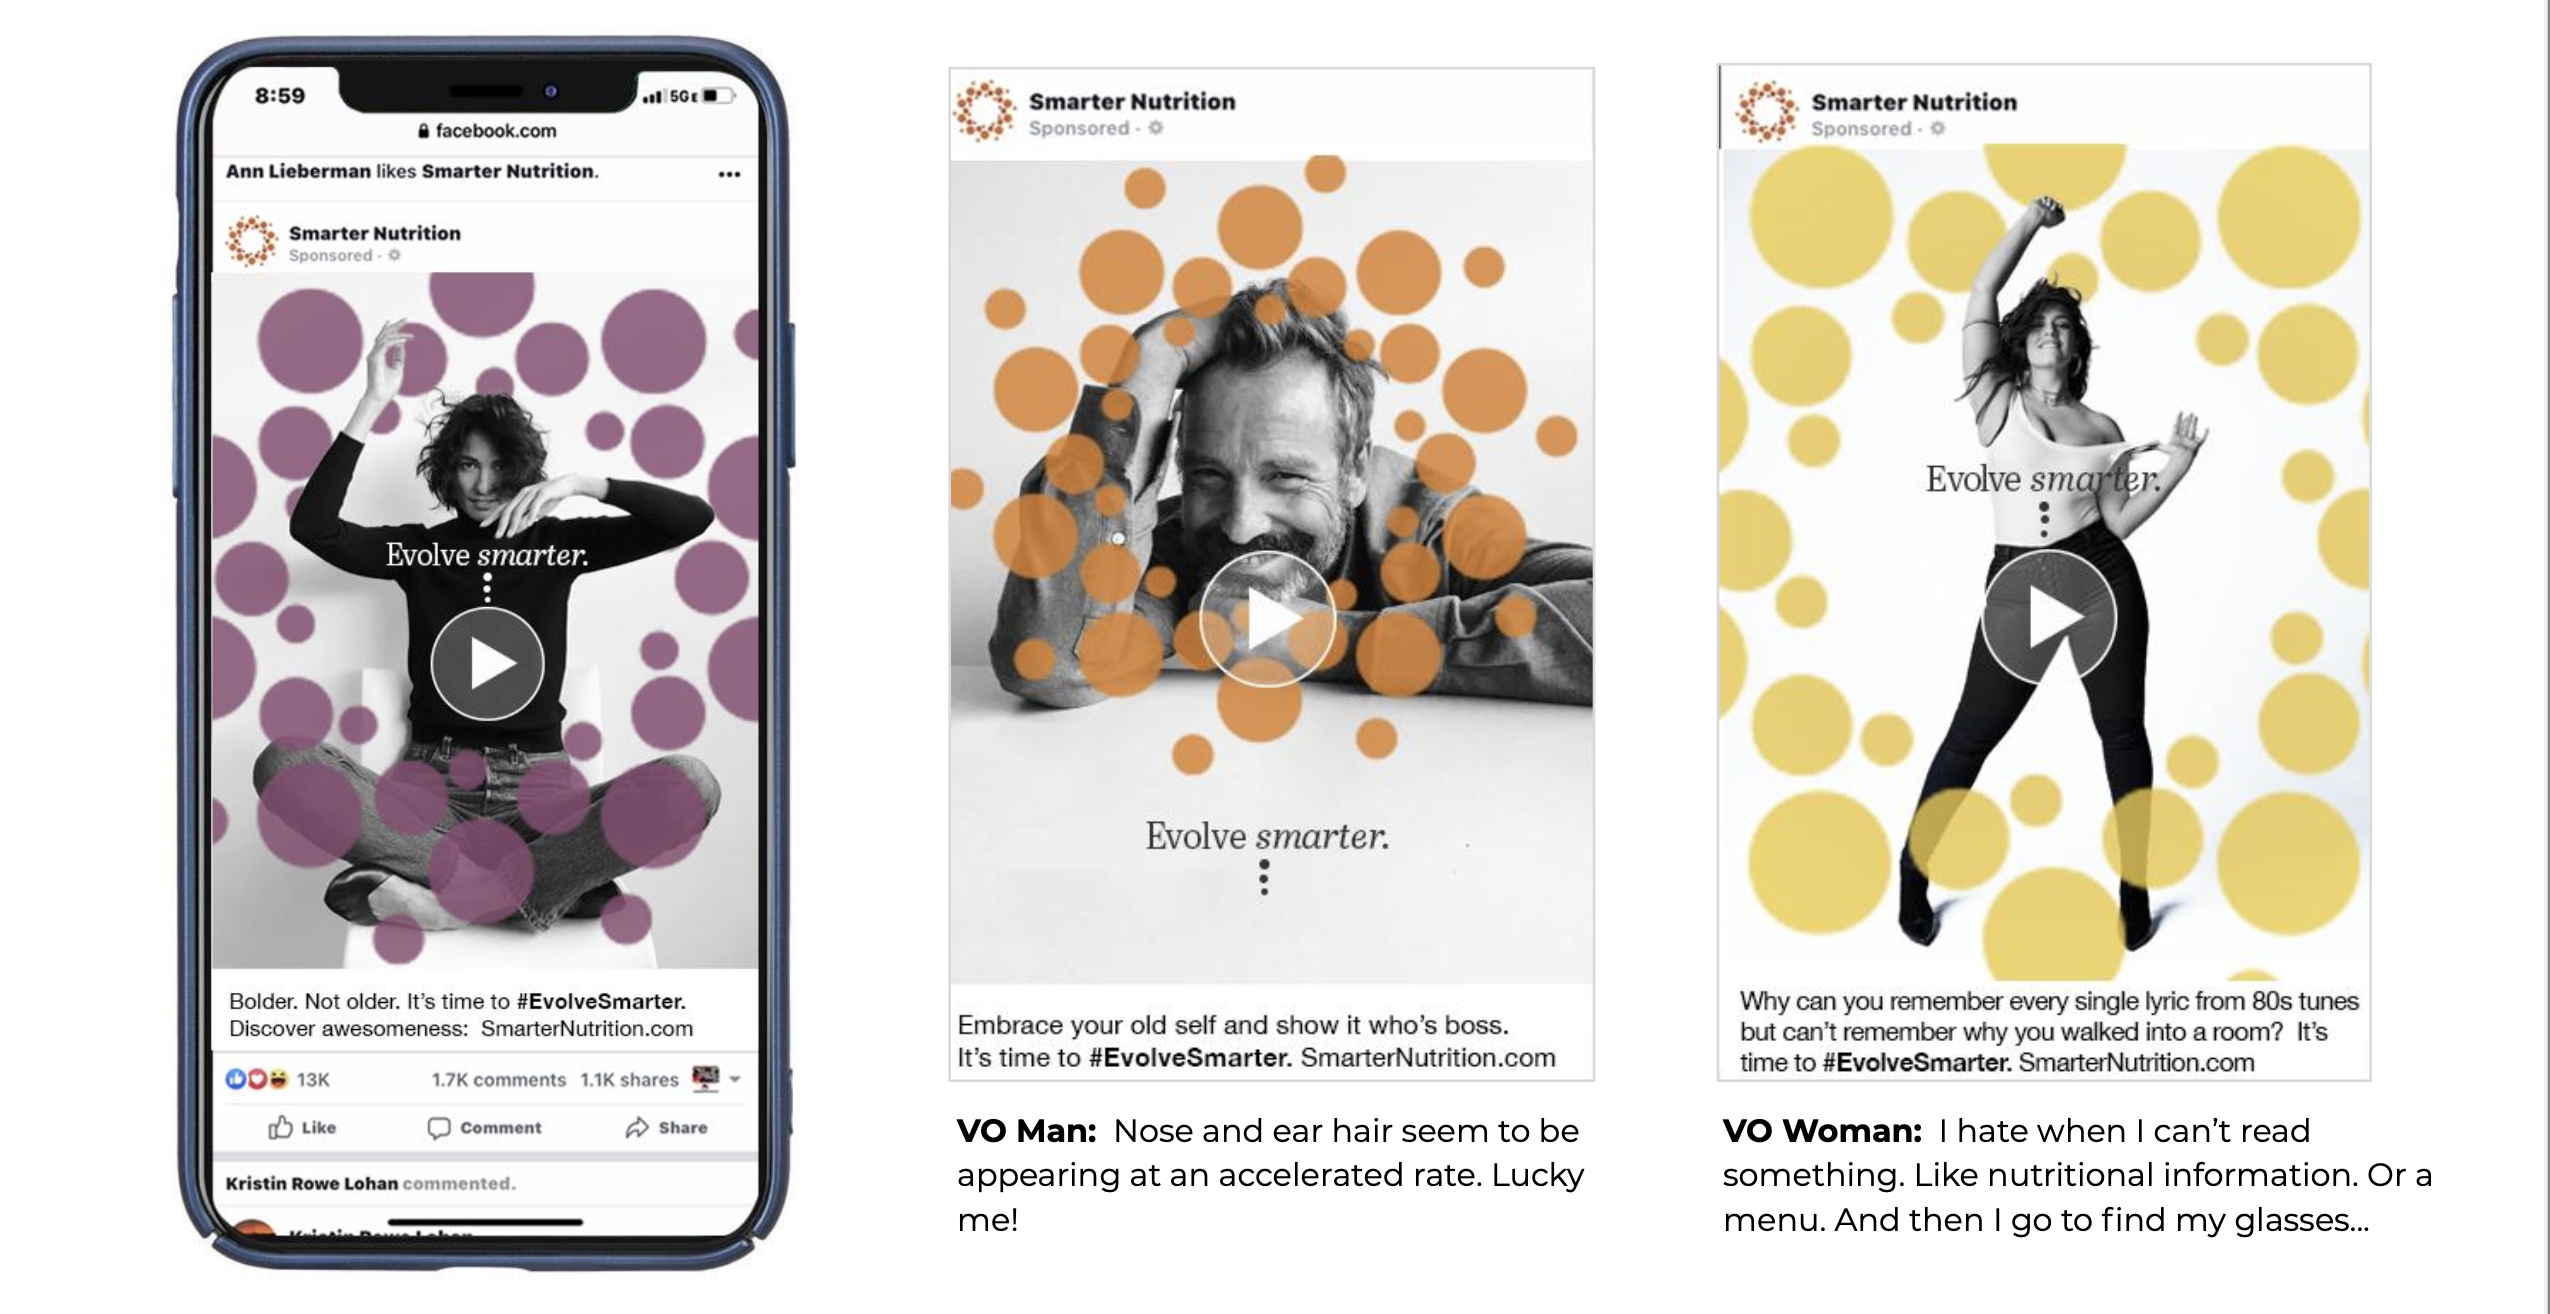 8:59
5GE
facebook.com
Ann Lieberman likes Smarter Nutrition.
Smarter Nutrition
Sponsored ·
Evolve smarter.
Bolder. Not older. It's time to #EvolveSmarter.
Discover awesomeness:  SmarterNutrition.com
13K 1.7K comments 1.1K shares
Like Comment Share
Kristin Rowe Lohan commented.
Kristin Rowe Lohan
Smarter Nutrition
Sponsored ·
Evolve smarter.
Embrace your old self and show it who's boss.
It's time to #EvolveSmarter. SmarterNutrition.com
VO Man:  Nose and ear hair seem to be
appearing at an accelerated rate. Lucky
me!
Smarter Nutrition
Sponsored ·
Evolve smarter.
Why can you remember every single lyric from 80s tunes
but can't remember why you walked into a room?  It's
time to #EvolveSmarter. SmarterNutrition.com
VO Woman:  I hate when I can't read
something. Like nutritional information. Or a
menu. And then I go to find my glasses...